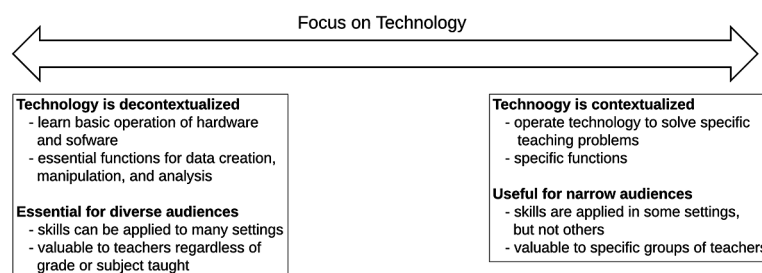 Focus on Technology
Technology is decontextualized
- learn basic operation of hardware
and sofware
- essential functions for data creation,
manipulation, and analysis
Essential for diverse audiences
- skills can be applied to many settings
- valuable to teachers regardless of
grade or subject taught
Technoogy is contextualized
- operate technology to solve specific
teaching problems
- specific functions
Useful for narrow audiences
- skills are applied in some settings,
but not others
- valuable to specific groups of teachers